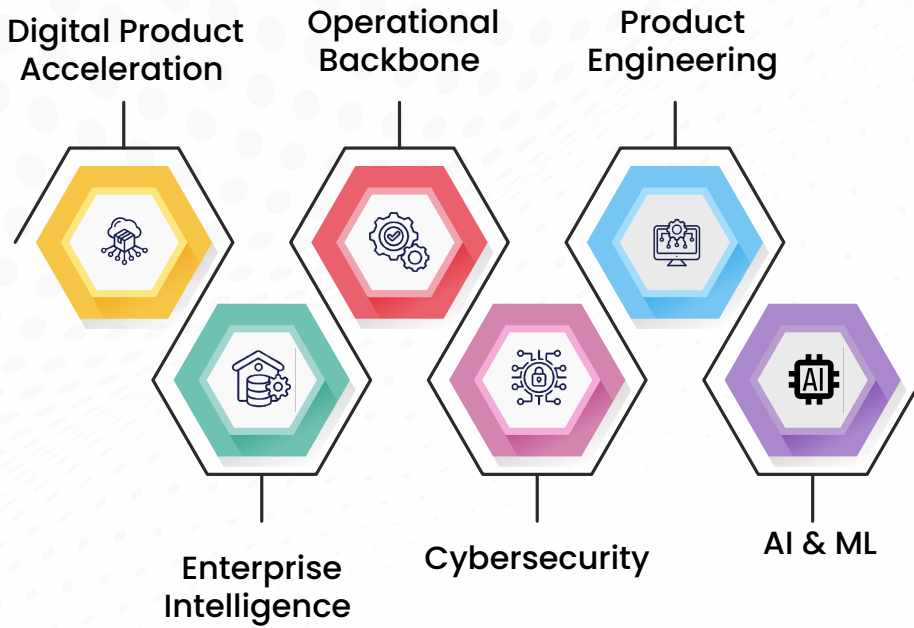 Digital Product
Acceleration
Operational
Backbone
Product
Engineering
AI
Enterprise
Intelligence
Cybersecurity
AI & ML